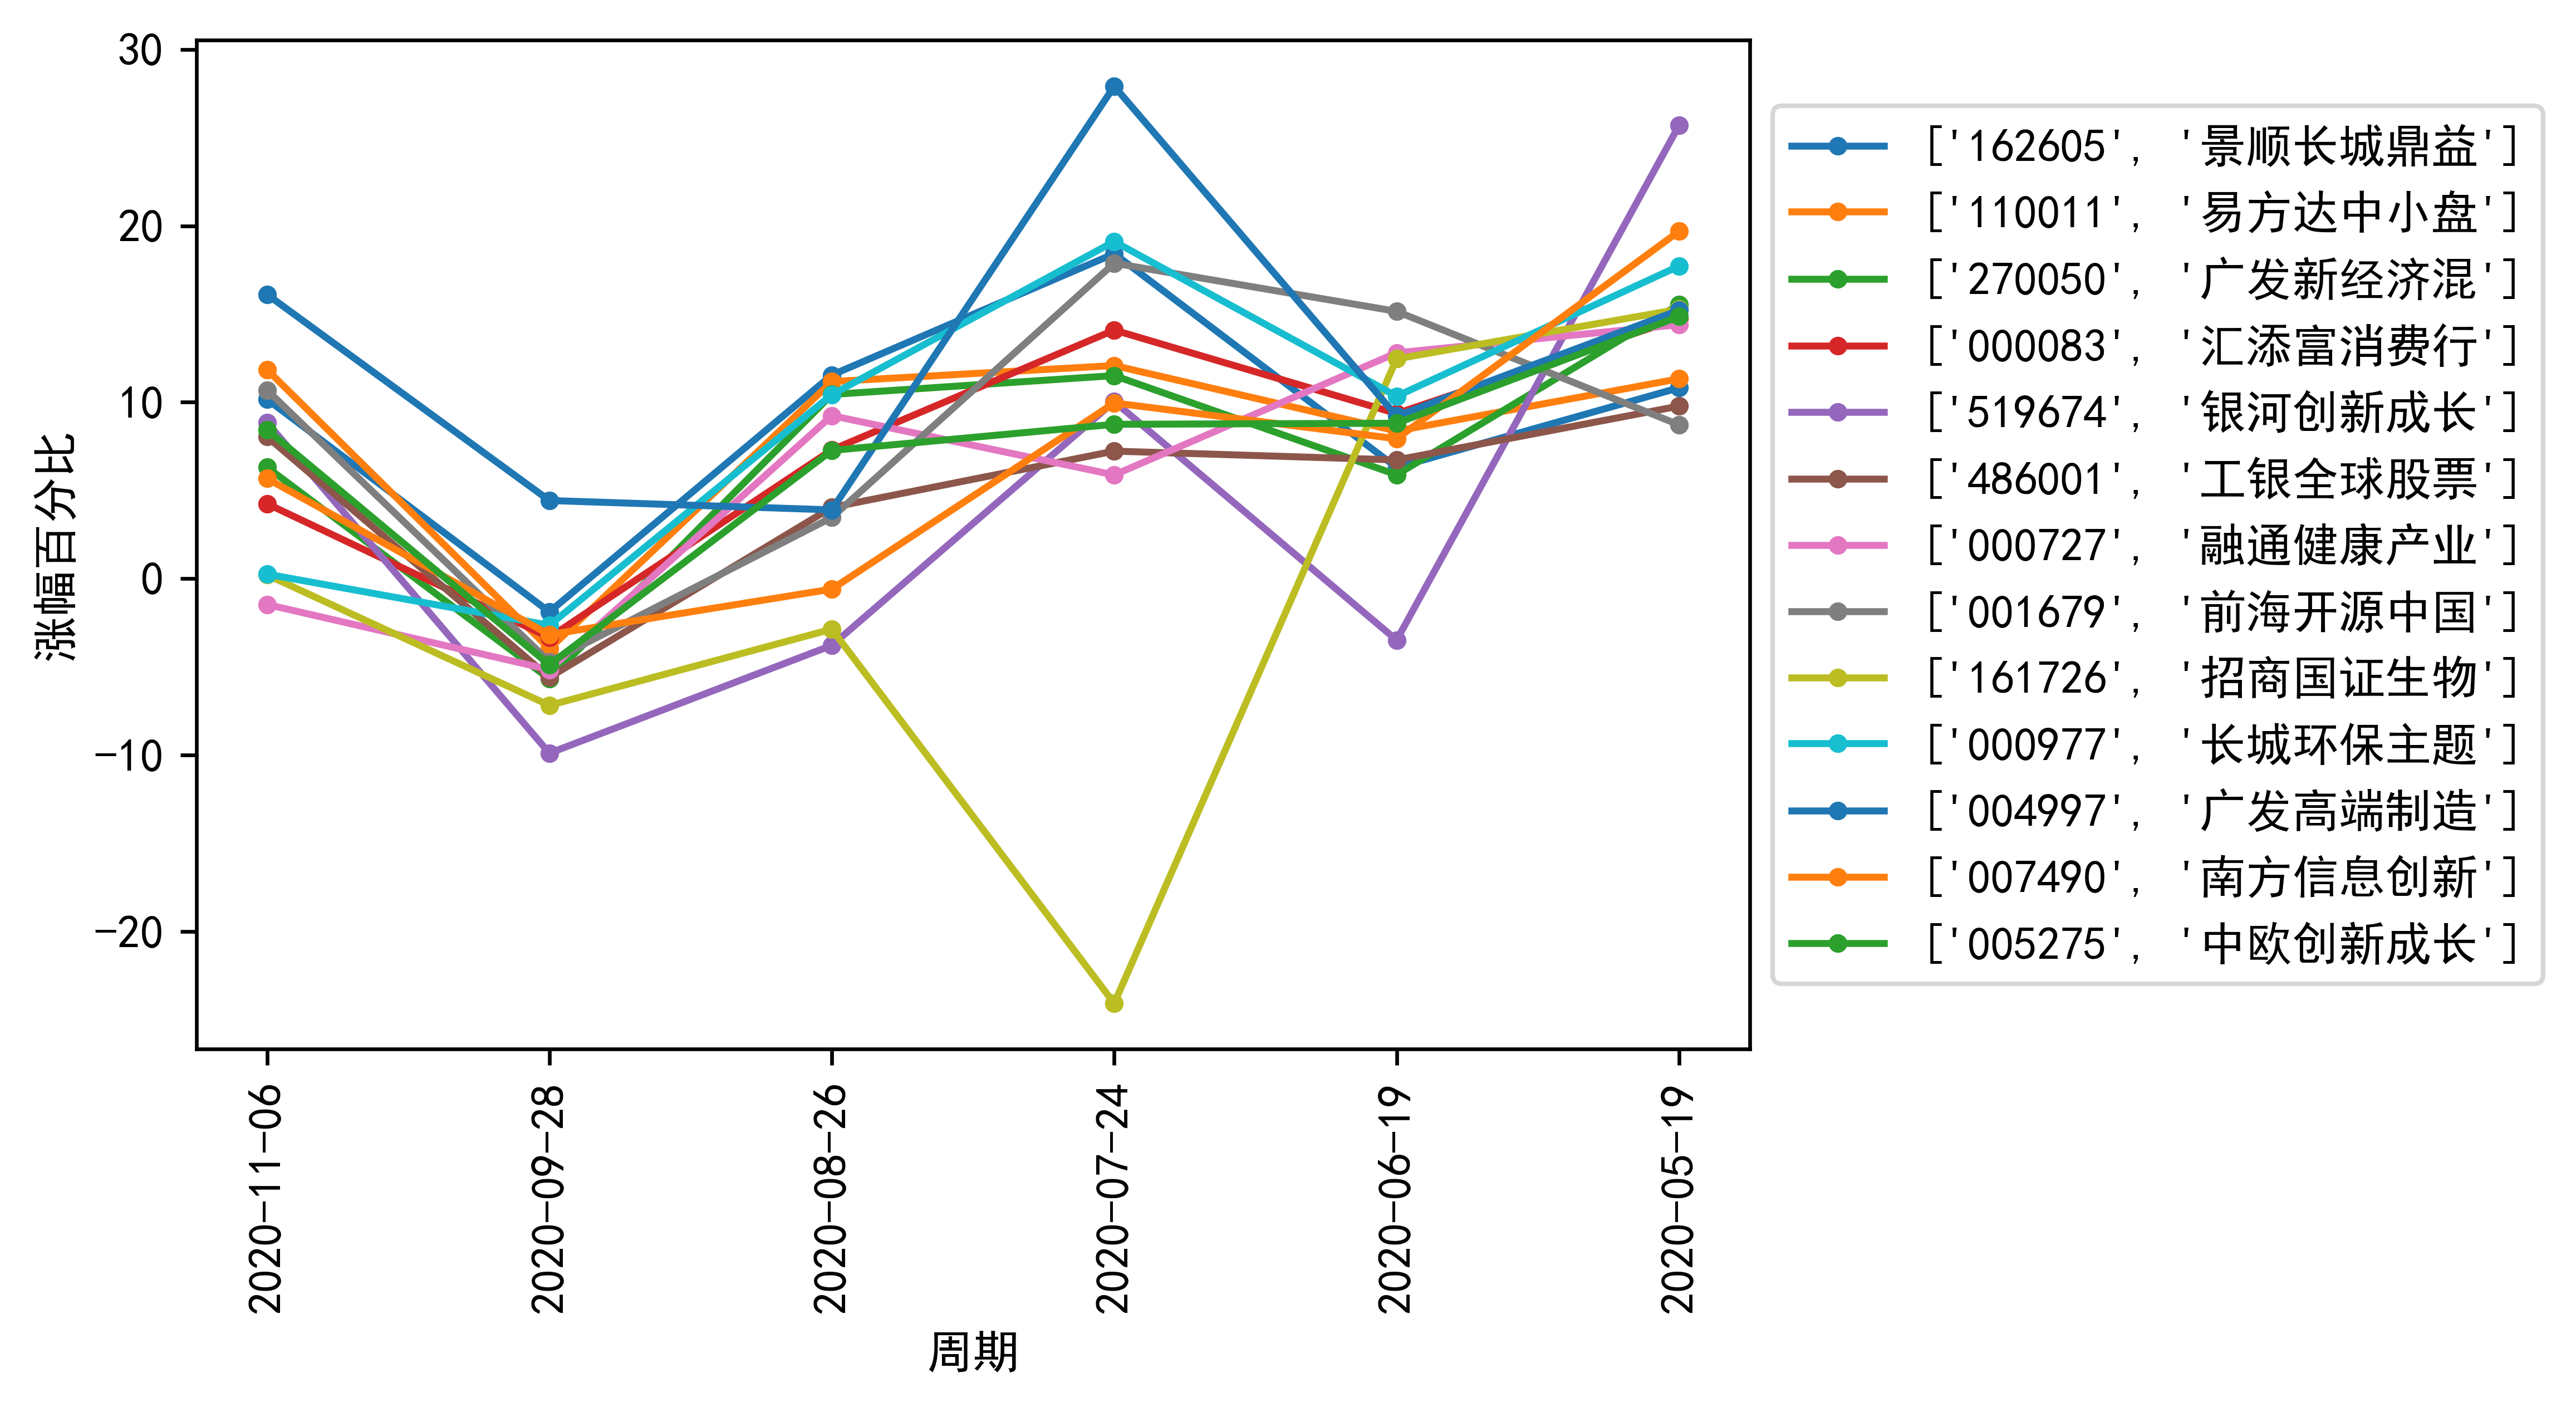 30
20
10
0
−10
−20
涨幅百分比
2020-11-06
2020-09-28
2020-08-26
2020-07-24
2020-06-19
2020-05-19
周期
['162605', '景顺长城鼎益']
['110011', '易方达中小盘']
['270050', '广发新经济混']
['000083', '汇添富消费行']
['519674', '银河创新成长']
['486001', '工银全球股票']
['000727', '融通健康产业']
['001679', '前海开源中国']
['161726', '招商国证生物']
['000977', '长城环保主题']
['004997', '广发高端制造']
['007490', '南方信息创新']
['005275', '中欧创新成长']